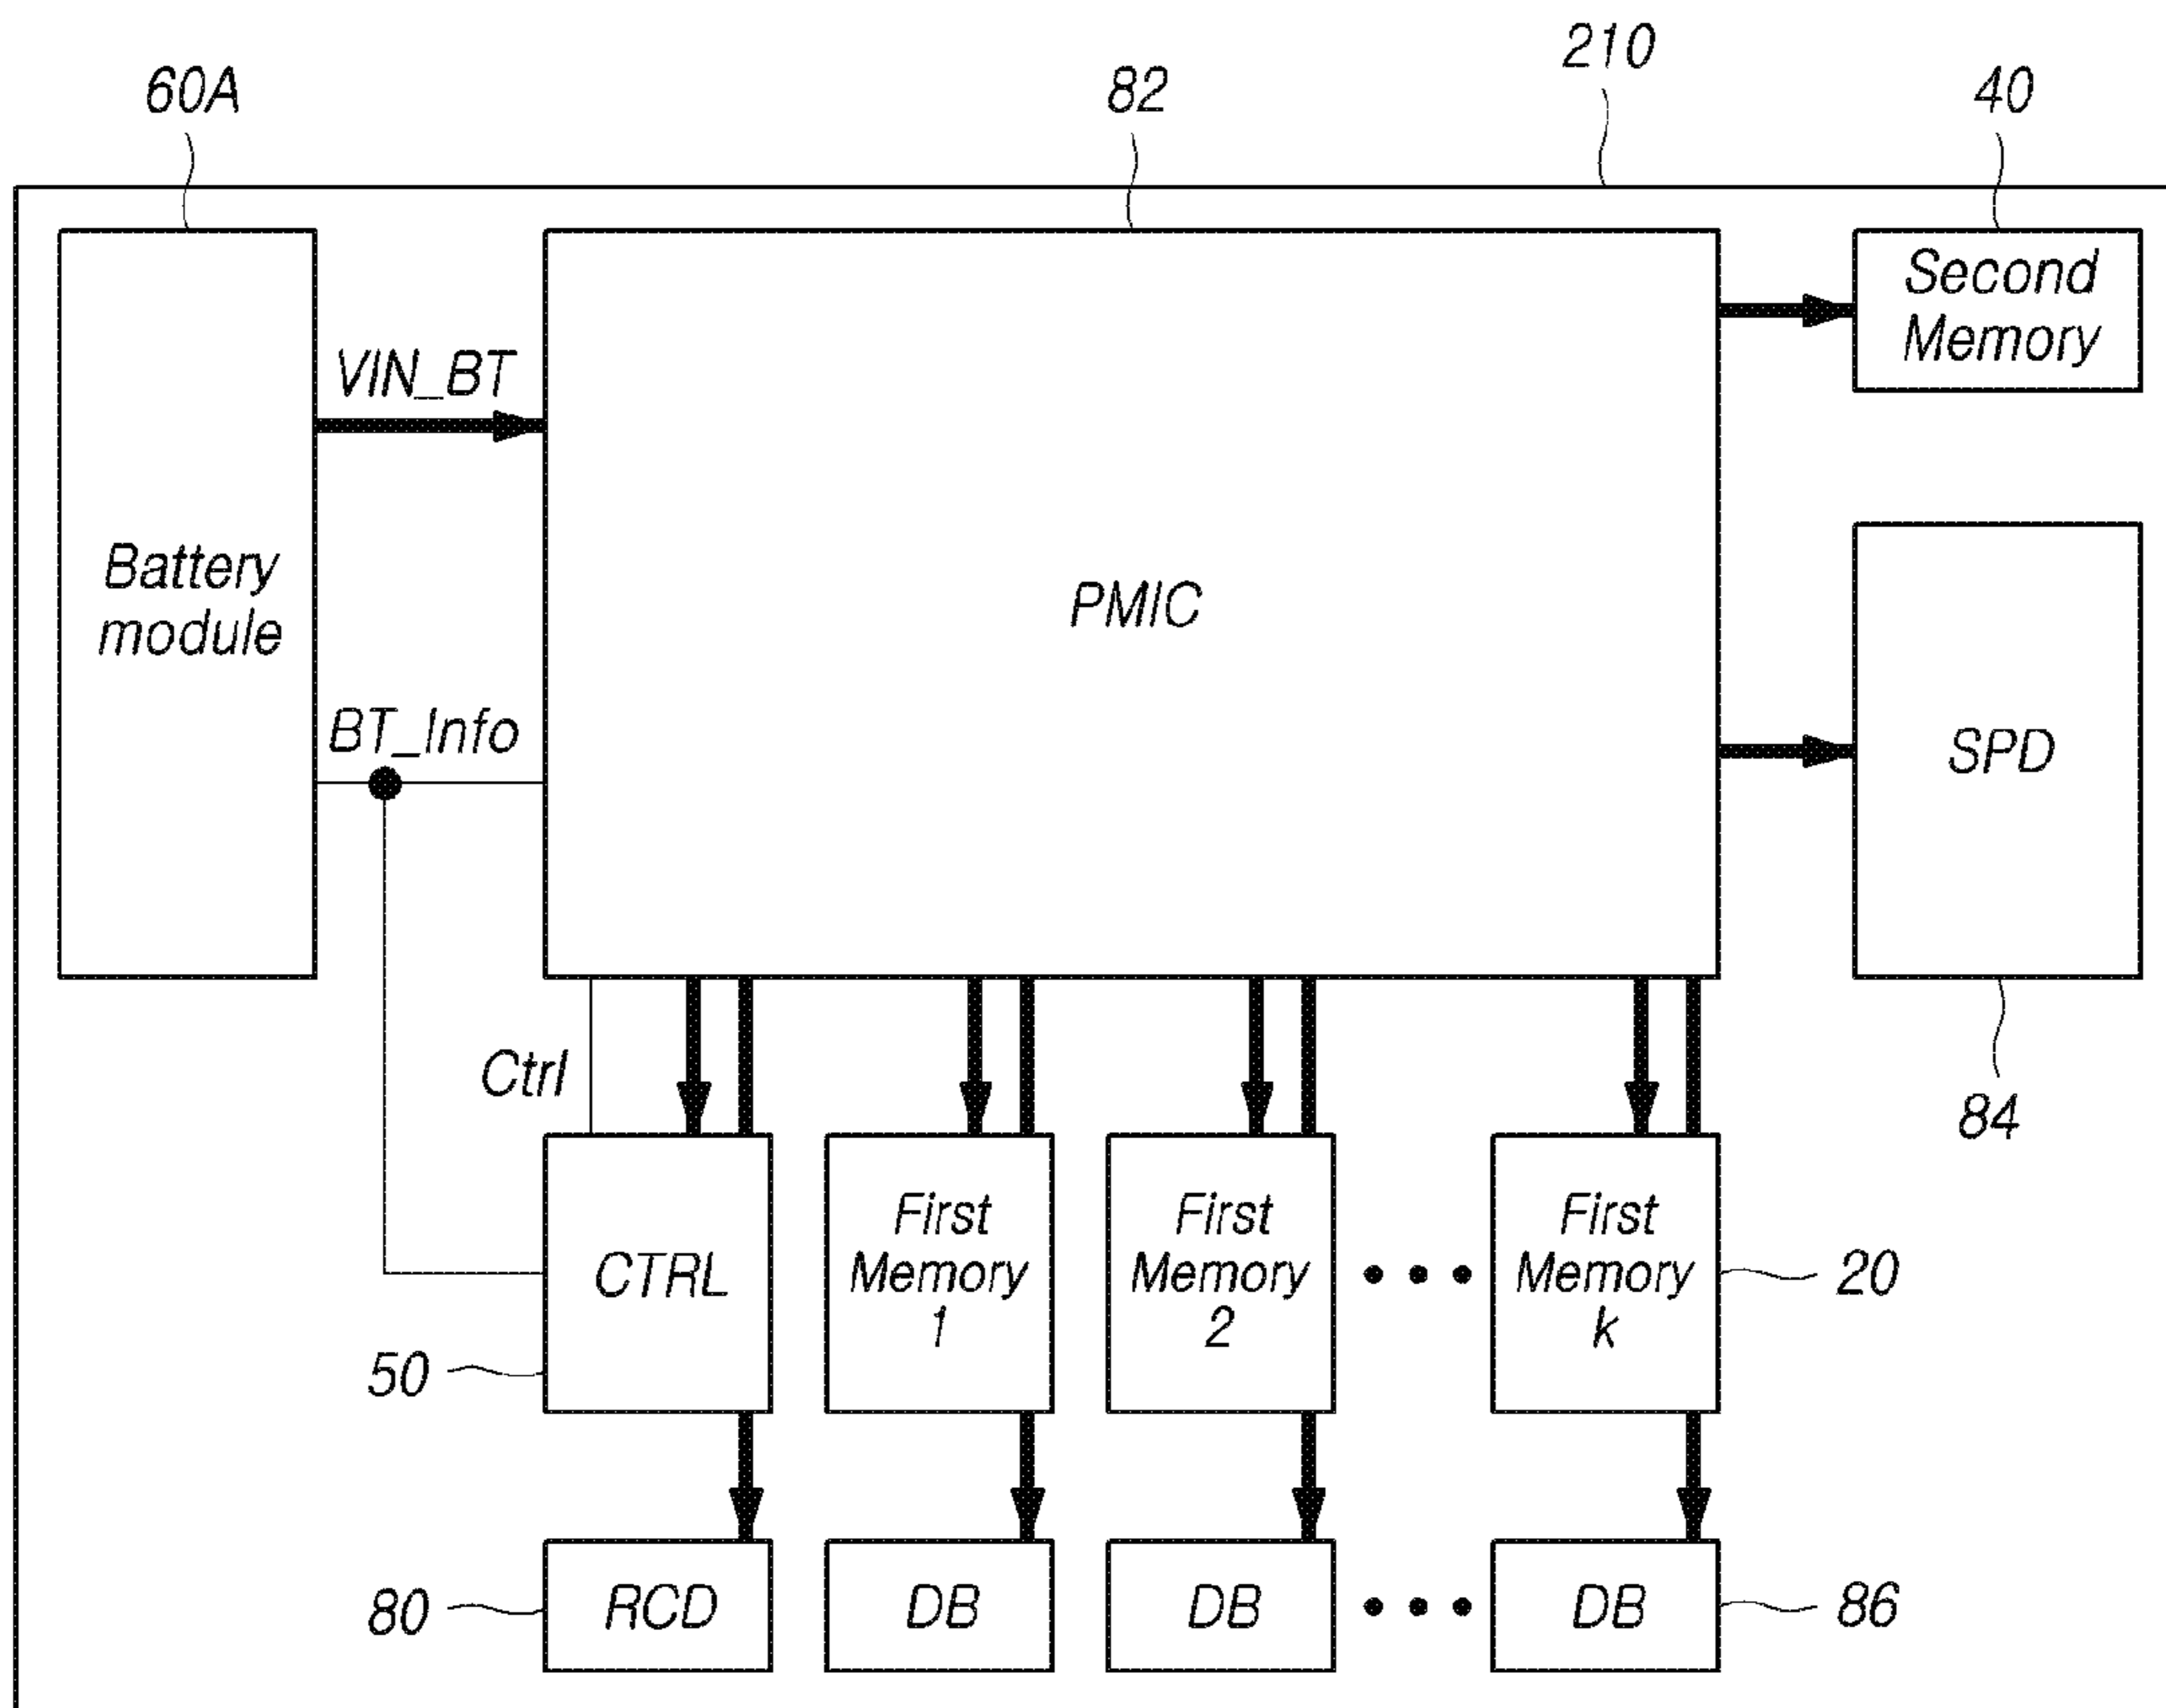 210
60A
82
40
Second
Memory
VIN_BT
Battery
module
PMIC
BT_Info
SPD
Ctrl
84
First
Memory
1
First
Memory
2
First
Memory
k
CTRL
20
50
80
RCD
DB
DB
DB
86